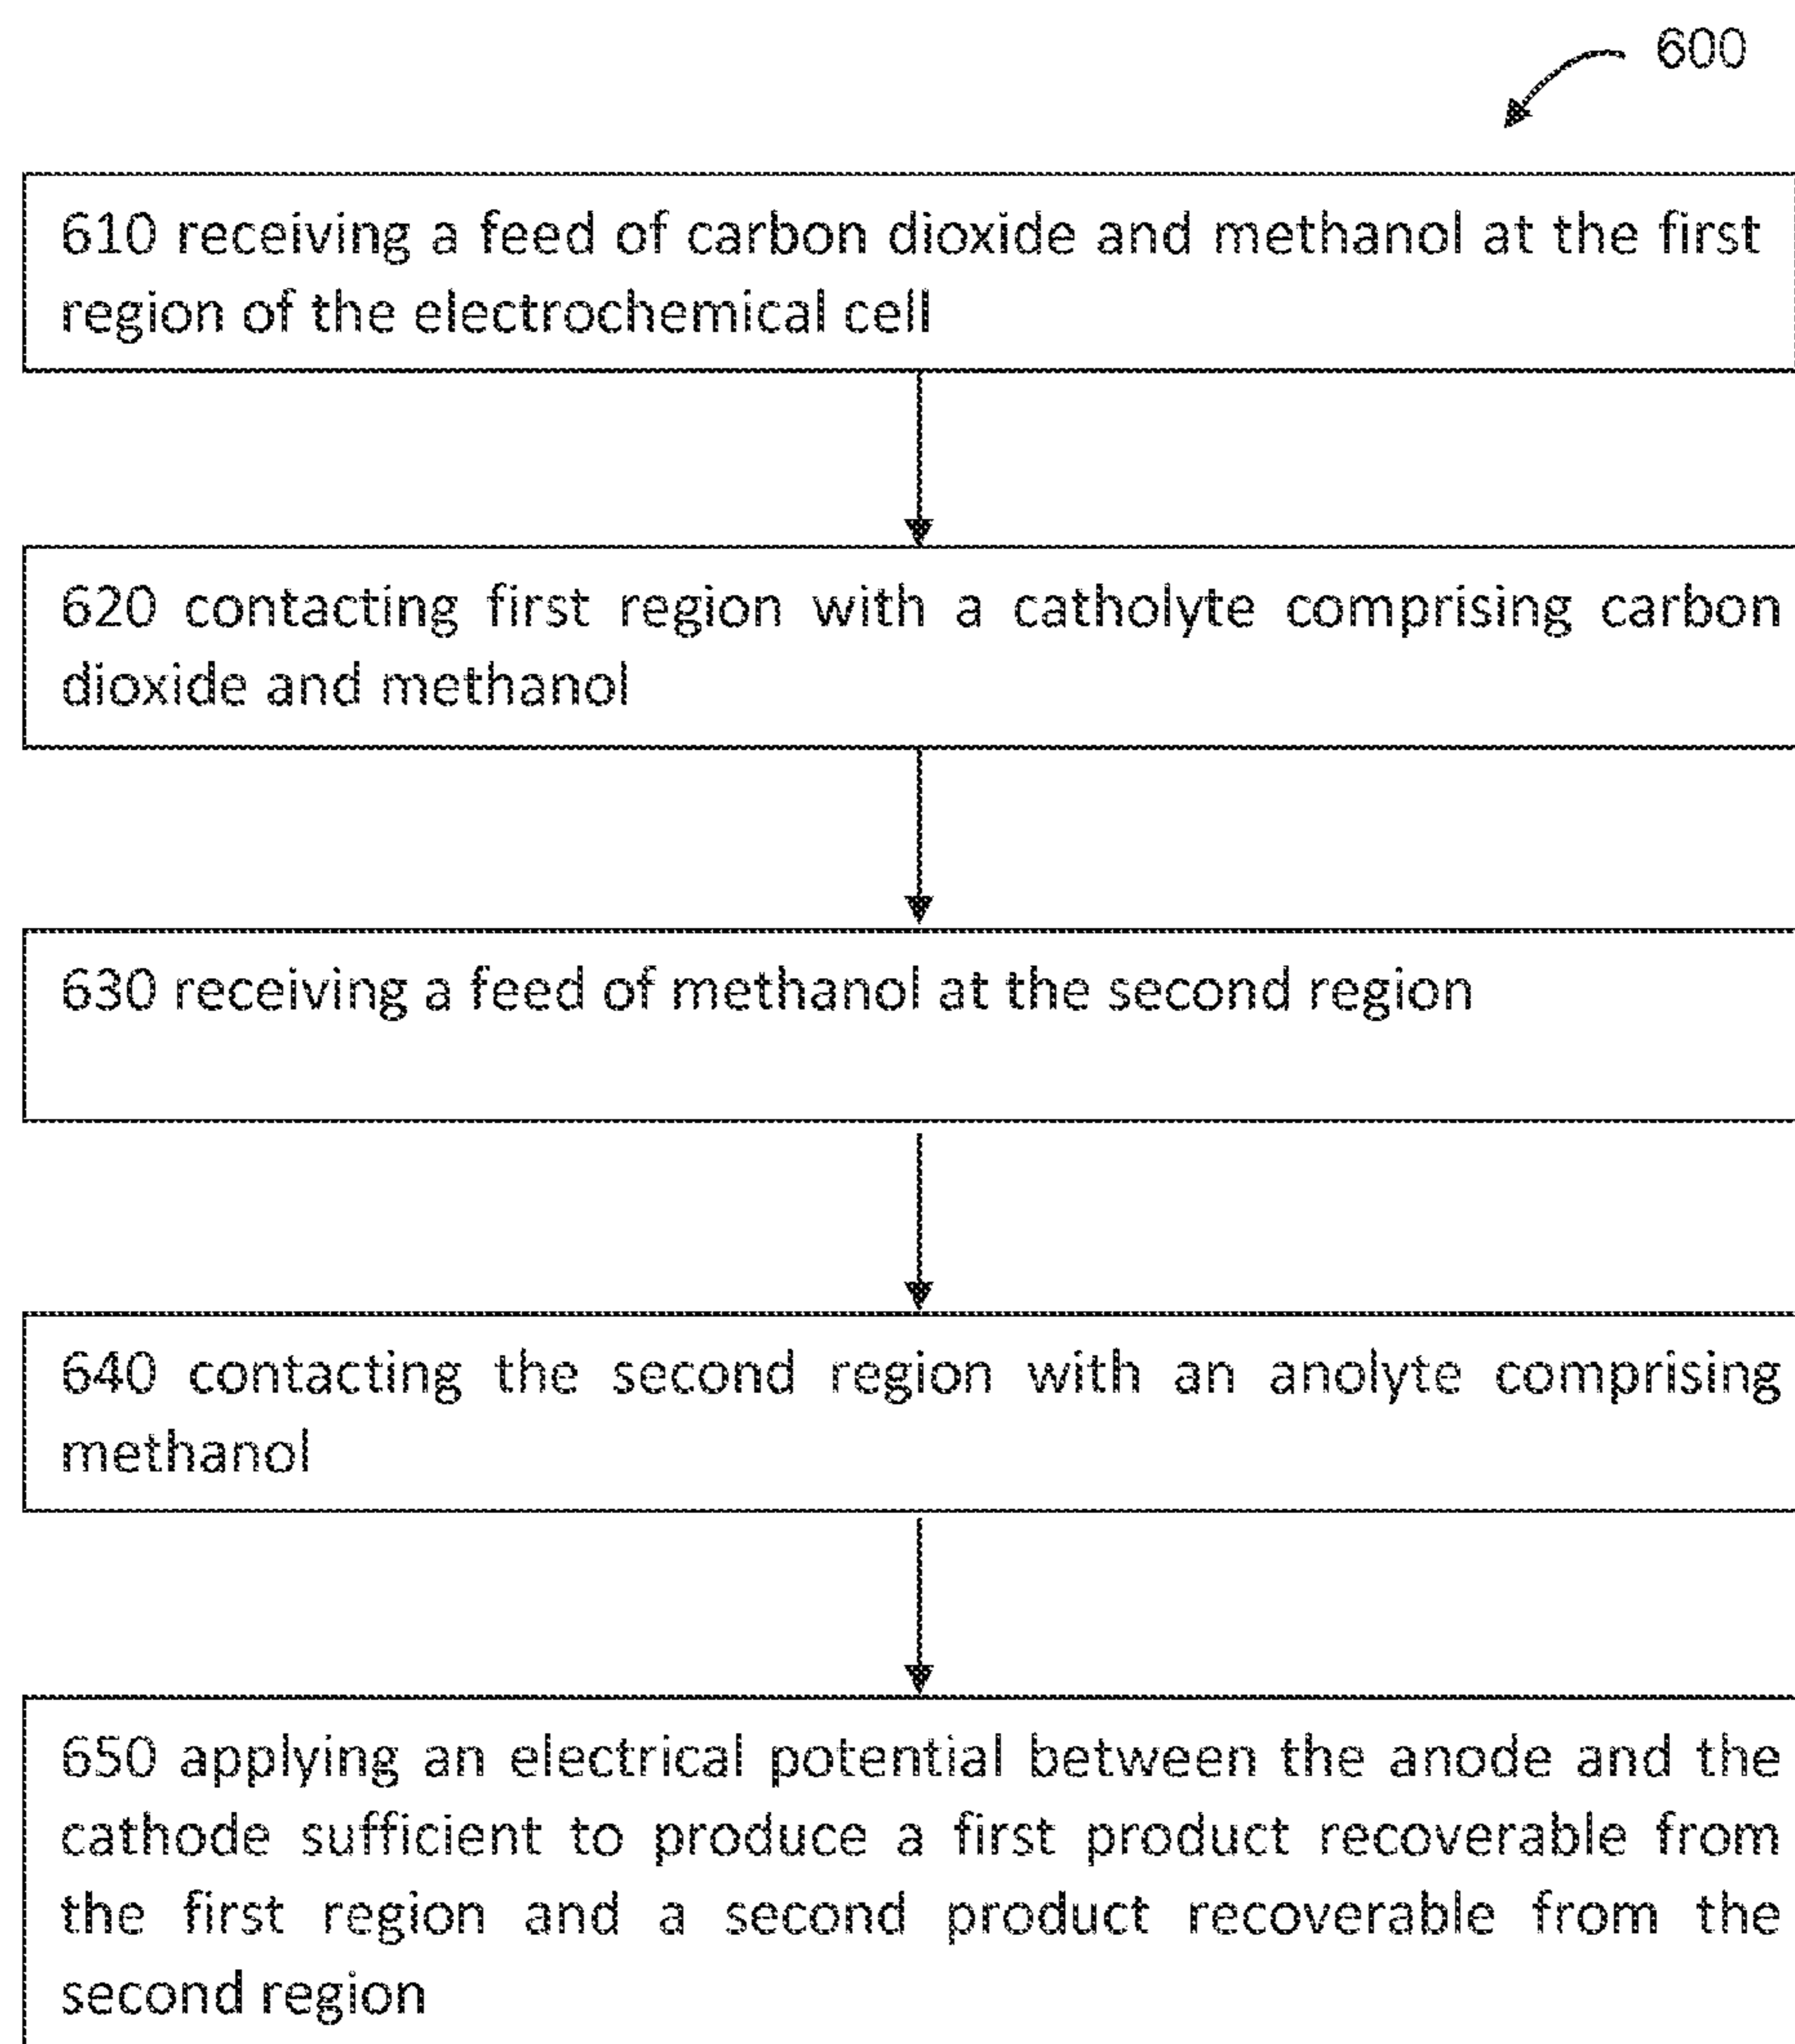 600
610 receiving a feed of carbon dioxide and methanol at the first
region of the electrochemical cell
620 contacting first region with a catholyte comprising carbon
dioxide and methanol
630 receiving a feed of methanol at the second region
640 contacting the second region with an anolyte comprising
methanol
650 applying an electrical potential between the anode and the
cathode sufficient to produce a first product recoverable from
the first region and a second product recoverable from the
second region